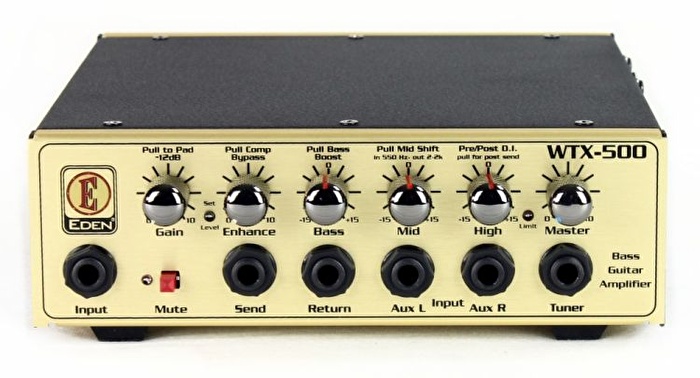 Pull to Pad
-12dB
Pull Comp
Bypass
Pull Bass
Boost
Pull Mid Shift
in 550 Hz- out 2-2k
Pre/Post D.I.
pull for post send
WTX-500
E
EDEN
0 10
Gain
Set
Level
0 10
Enhance
0
-15 +15
Bass
0
-15 +15
Mid
0
-15 +15
High
Limit
0 10
Master
Bass
Guitar
Amplifier
Input
Mute
Send
Return
Aux L
Input
Aux R
Tuner